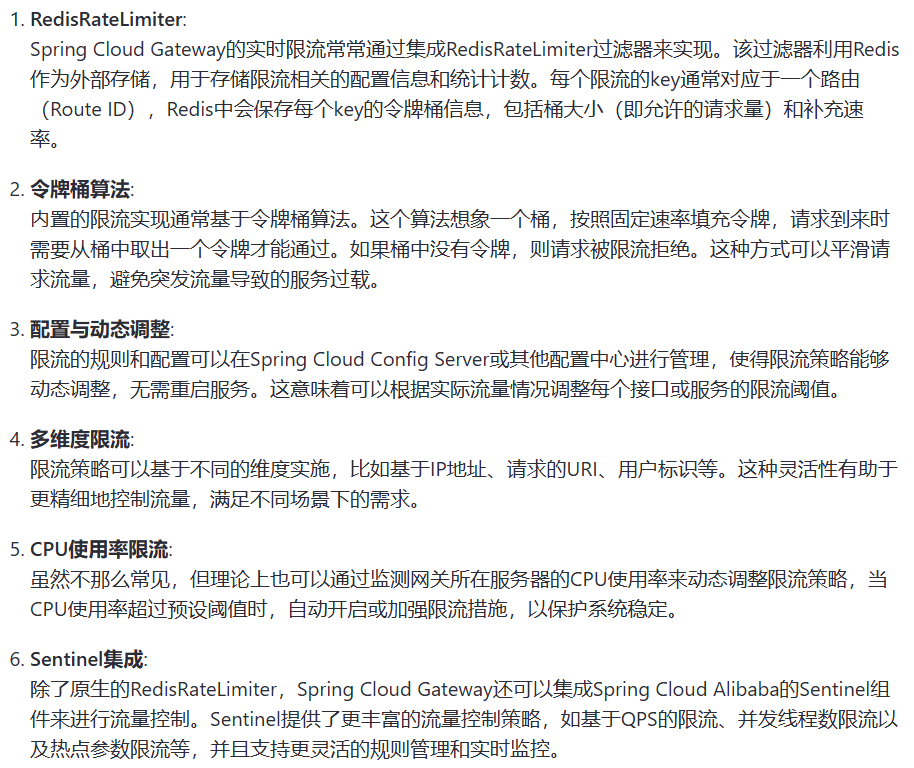 1. RedisRateLimiter:
Spring Cloud Gateway的实时限流常常通过集成RedisRateLimiter过滤器来实现。该过滤器利用Redis
作为外部存储，用于存储限流相关的配置信息和统计计数。每个限流的key通常对应于一个路由
（Route ID），Redis中会保存每个key的令牌桶信息，包括桶大小（即允许的请求量）和补充速
率。
2. 令牌桶算法:
内置的限流实现通常基于令牌桶算法。这个算法想象一个桶，按照固定速率填充令牌，请求到来时
需要从桶中取出一个令牌才能通过。如果桶中没有令牌，则请求被限流拒绝。这种方式可以平滑请
求流量，避免突发流量导致的服务过载。
3. 配置与动态调整:
限流的规则和配置可以在Spring Cloud Config Server或其他配置中心进行管理，使得限流策略能够
动态调整，无需重启服务。这意味着可以根据实际流量情况调整每个接口或服务的限流阈值。
4. 多维度限流:
限流策略可以基于不同的维度实施，比如基于IP地址、请求的URI、用户标识等。这种灵活性有助于
更精细地控制流量，满足不同场景下的需求。
5. CPU使用率限流:
虽然不那么常见，但理论上也可以通过监测网关所在服务器的CPU使用率来动态调整限流策略，当
CPU使用率超过预设阈值时，自动开启或加强限流措施，以保护系统稳定。
6. Sentinel集成:
除了原生的RedisRateLimiter，Spring Cloud Gateway还可以集成Spring Cloud Alibaba的Sentinel组
件来进行流量控制。Sentinel提供了更丰富的流量控制策略，如基于QPS的限流、并发线程数限流以
及热点参数限流等，并且支持更灵活的规则管理和实时监控。